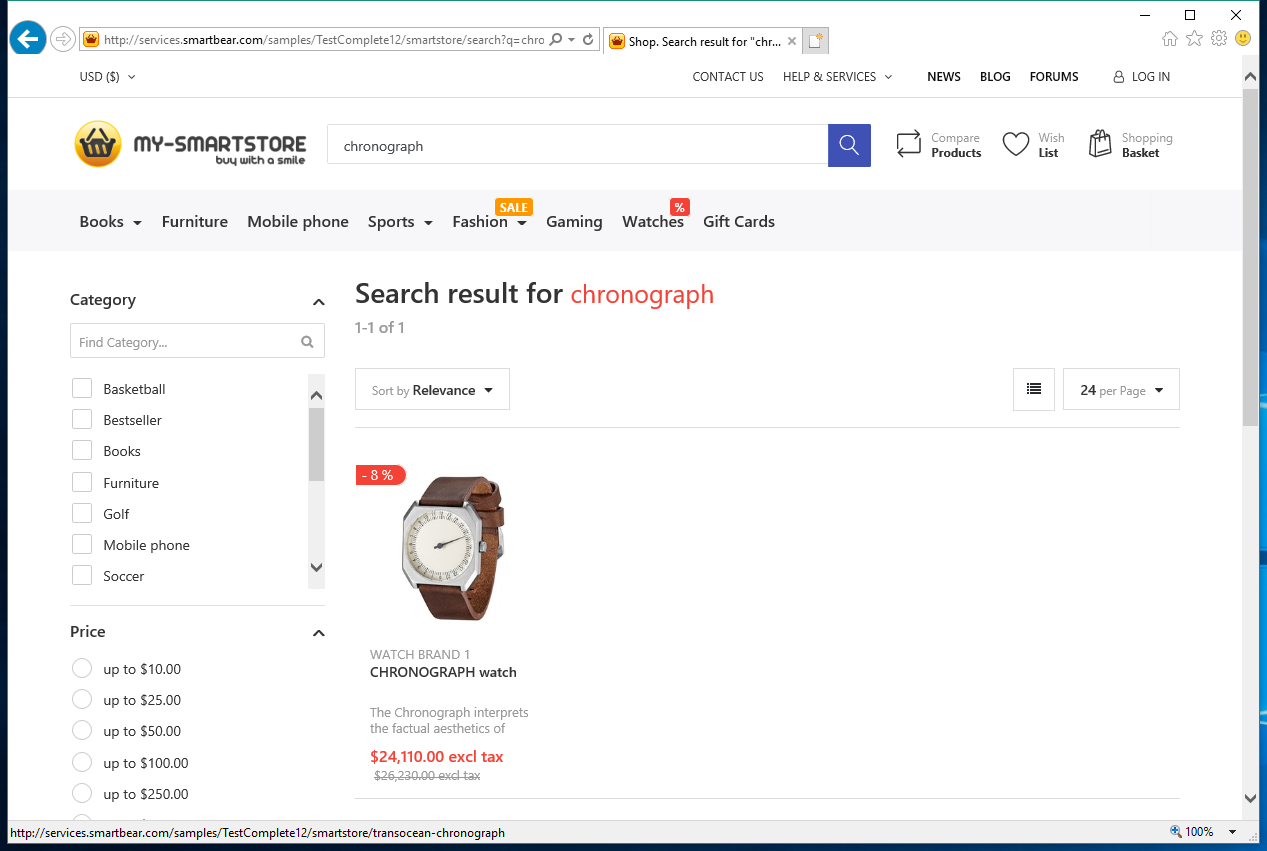 http://services.smartbear.com/samples/TestComplete12/smartstore/search?q=chro
Shop. Search result for "chr...
USD ($)
CONTACT US
HELP & SERVICES
NEWS
BLOG
FORUMS
LOG IN
MY-SMARTSTORE
buy with a smile
chronograph
Compare
Products
Wish
List
Shopping
Basket
SALE
%
Books
Furniture
Mobile phone
Sports
Fashion
Gaming
Watches
Gift Cards
Category
Find Category...
Basketball
Bestseller
Books
Furniture
Golf
Mobile phone
Soccer
Price
up to $10.00
up to $25.00
up to $50.00
up to $100.00
up to $250.00
Search result for chronograph
1-1 of 1
Sort by Relevance
24 per Page
- 8 %
WATCH BRAND 1
CHRONOGRAPH watch
The Chronograph interprets
the factual aesthetics of
$24,110.00 excl tax
$26,230.00 excl tax
http://services.smartbear.com/samples/TestComplete12/smartstore/transocean-chronograph
100%